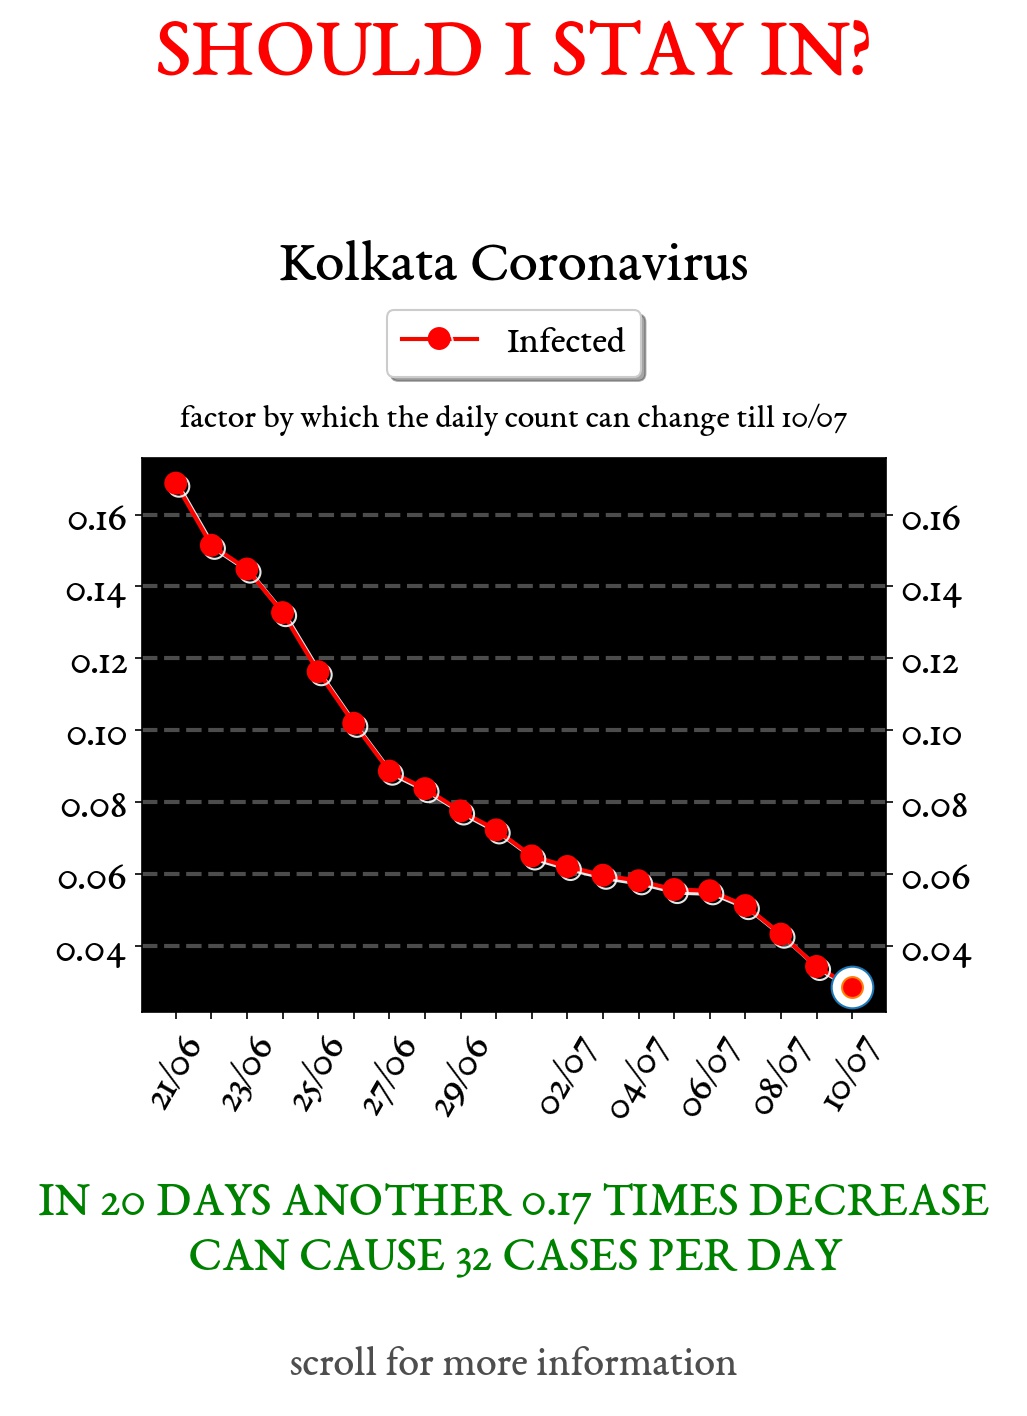 SHOULD I STAY IN?
Kolkata Coronavirus
Infected
factor by which the daily count can change till 10/07
0.16 0.16
0.14 0.14
0.12 0.12
0.10 0.10
0.08 0.08
0.06 0.06
0.04 0.04
21/06 23/06 25/06 27/06 29/06 02/07 04/07 06/07 08/07 10/07
IN 20 DAYS ANOTHER 0.17 TIMES DECREASE
CAN CAUSE 32 CASES PER DAY
scroll for more information